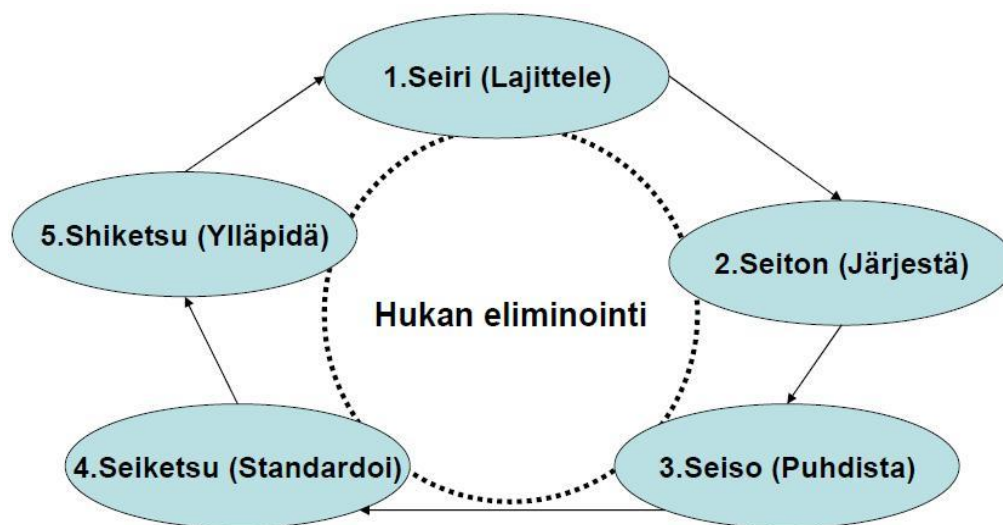 1.Seiri (Lajittele)
2.Seiton (Järjestä)
3.Seiso (Puhdista)
4.Seiketsu (Standardoi)
5.Shiketsu (Ylläpidä)
Hukan eliminointi